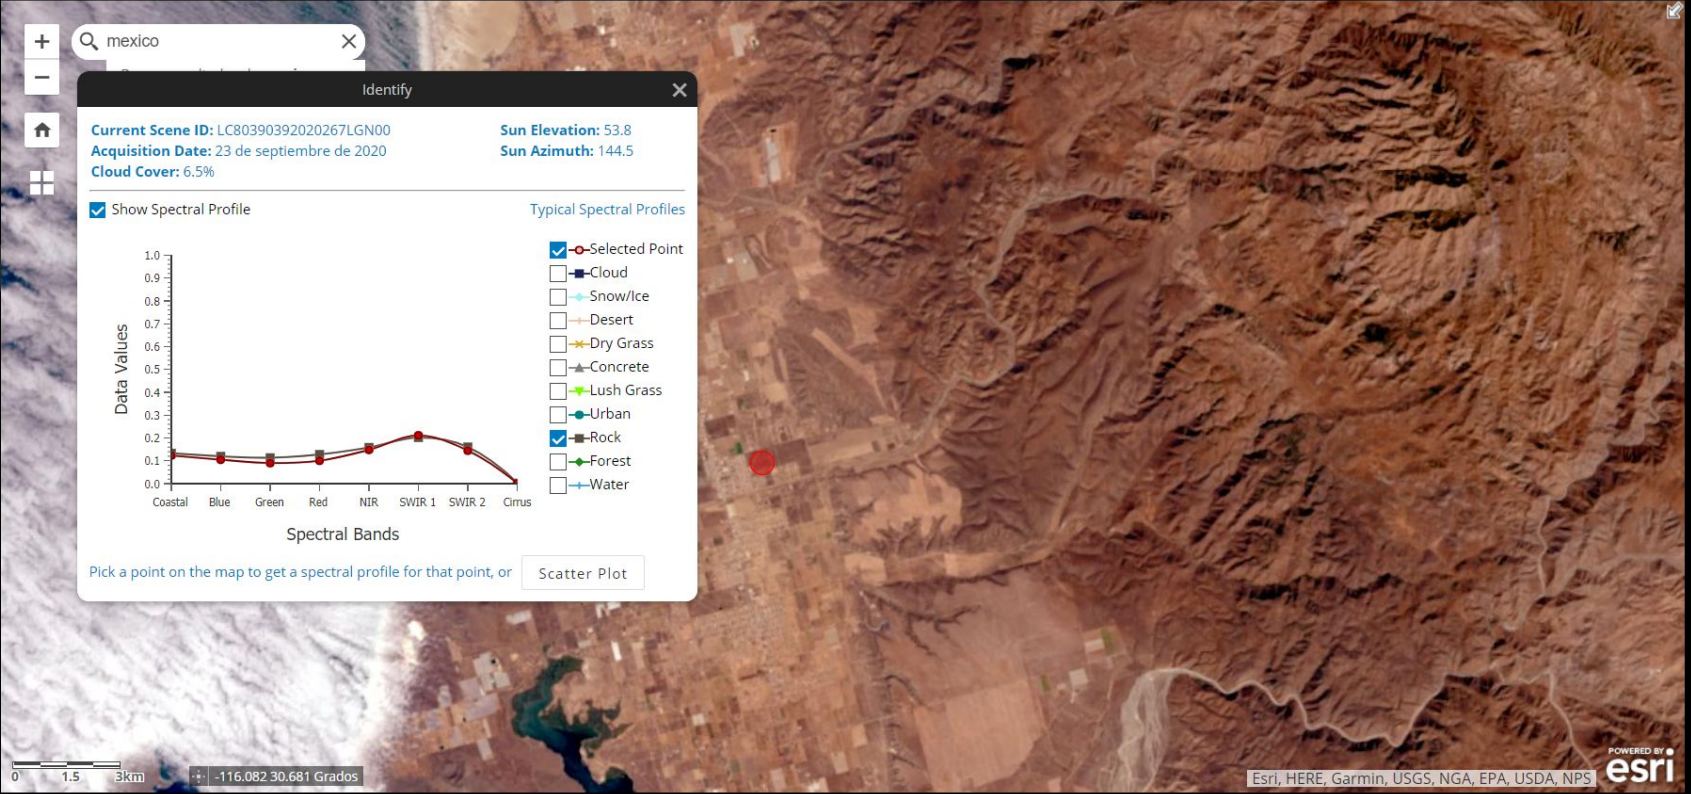 +
mexico
−
Identify
Current Scene ID: LC80390392020267LGN00
Sun Elevation: 53.8
Acquisition Date: 23 de septiembre de 2020
Sun Azimuth: 144.5
Cloud Cover: 6.5%
Show Spectral Profile
Typical Spectral Profiles
Data Values
1.0
0.9
0.8
0.7
0.6
0.5
0.4
0.3
0.2
0.1
0.0
Coastal Blue Green Red NIR SWIR 1 SWIR 2 Cirrus
Spectral Bands
Selected Point
Cloud
Snow/Ice
Desert
Dry Grass
Concrete
Lush Grass
Urban
Rock
Forest
Water
Pick a point on the map to get a spectral profile for that point, or
Scatter Plot
0 1.5 3km
-116.082 30.681 Grados
POWERED BY
esri
Esri, HERE, Garmin, USGS, NGA, EPA, USDA, NPS